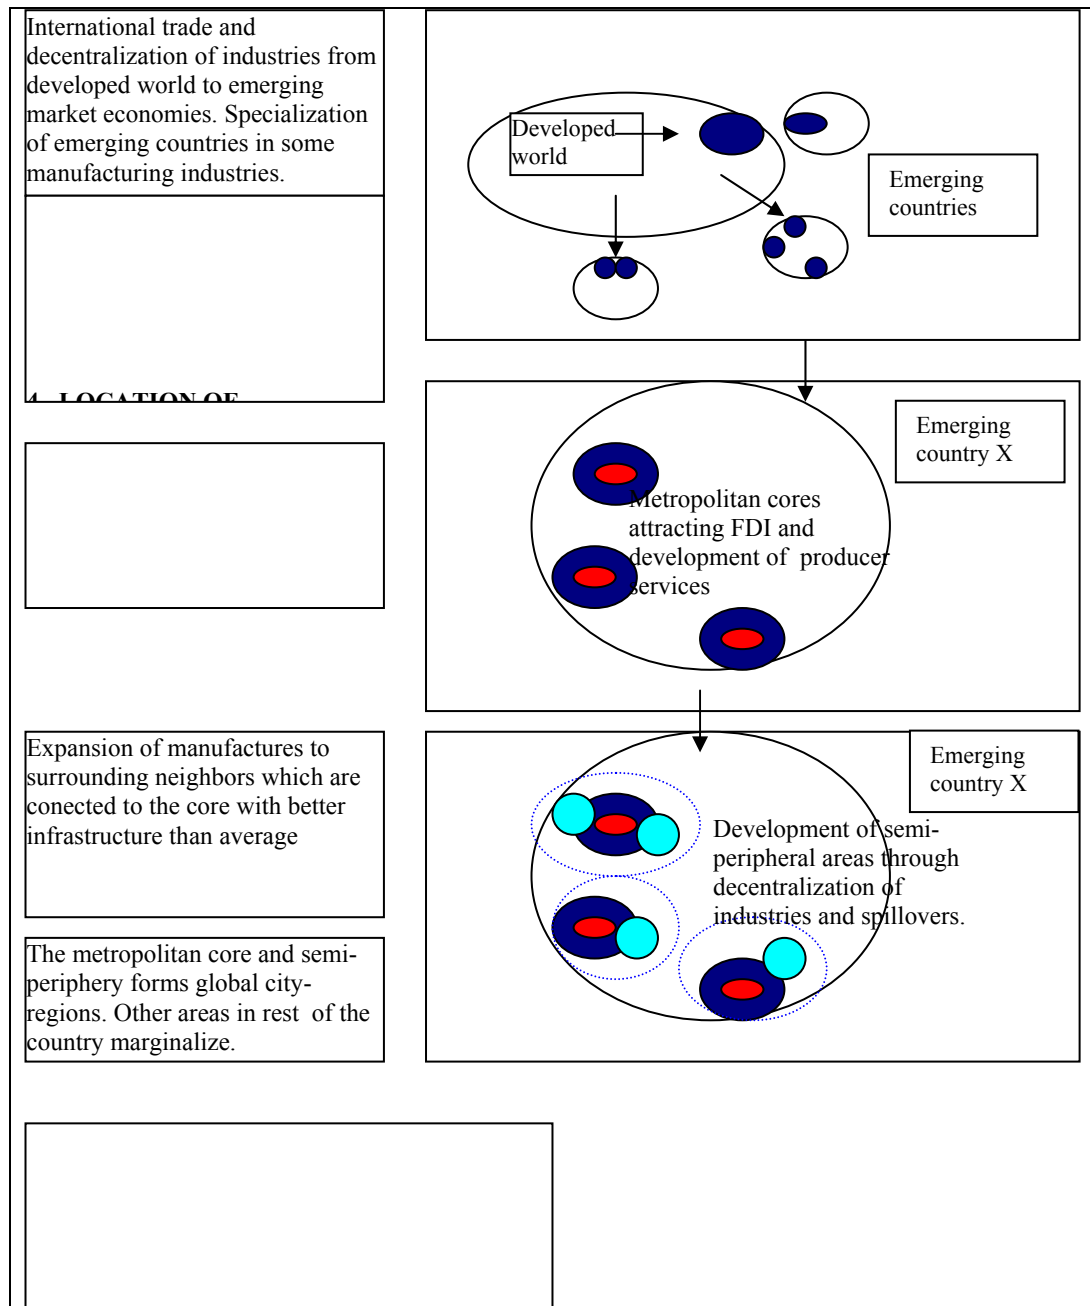 International trade and
decentralization of industries from
developed world to emerging
market economies. Specialization
of emerging countries in some
manufacturing industries.
Developed
world
Emerging
countries
4. LOCATION OF
Emerging
country X
Metropolitan cores
attracting FDI and
development of producer
services
Expansion of manufactures to
surrounding neighbors which are
conected to the core with better
infrastructure than average
Emerging
country X
Development of semi-
peripheral areas through
decentralization of
industries and spillovers.
The metropolitan core and semi-
periphery forms global city-
regions. Other areas in rest of the
country marginalize.